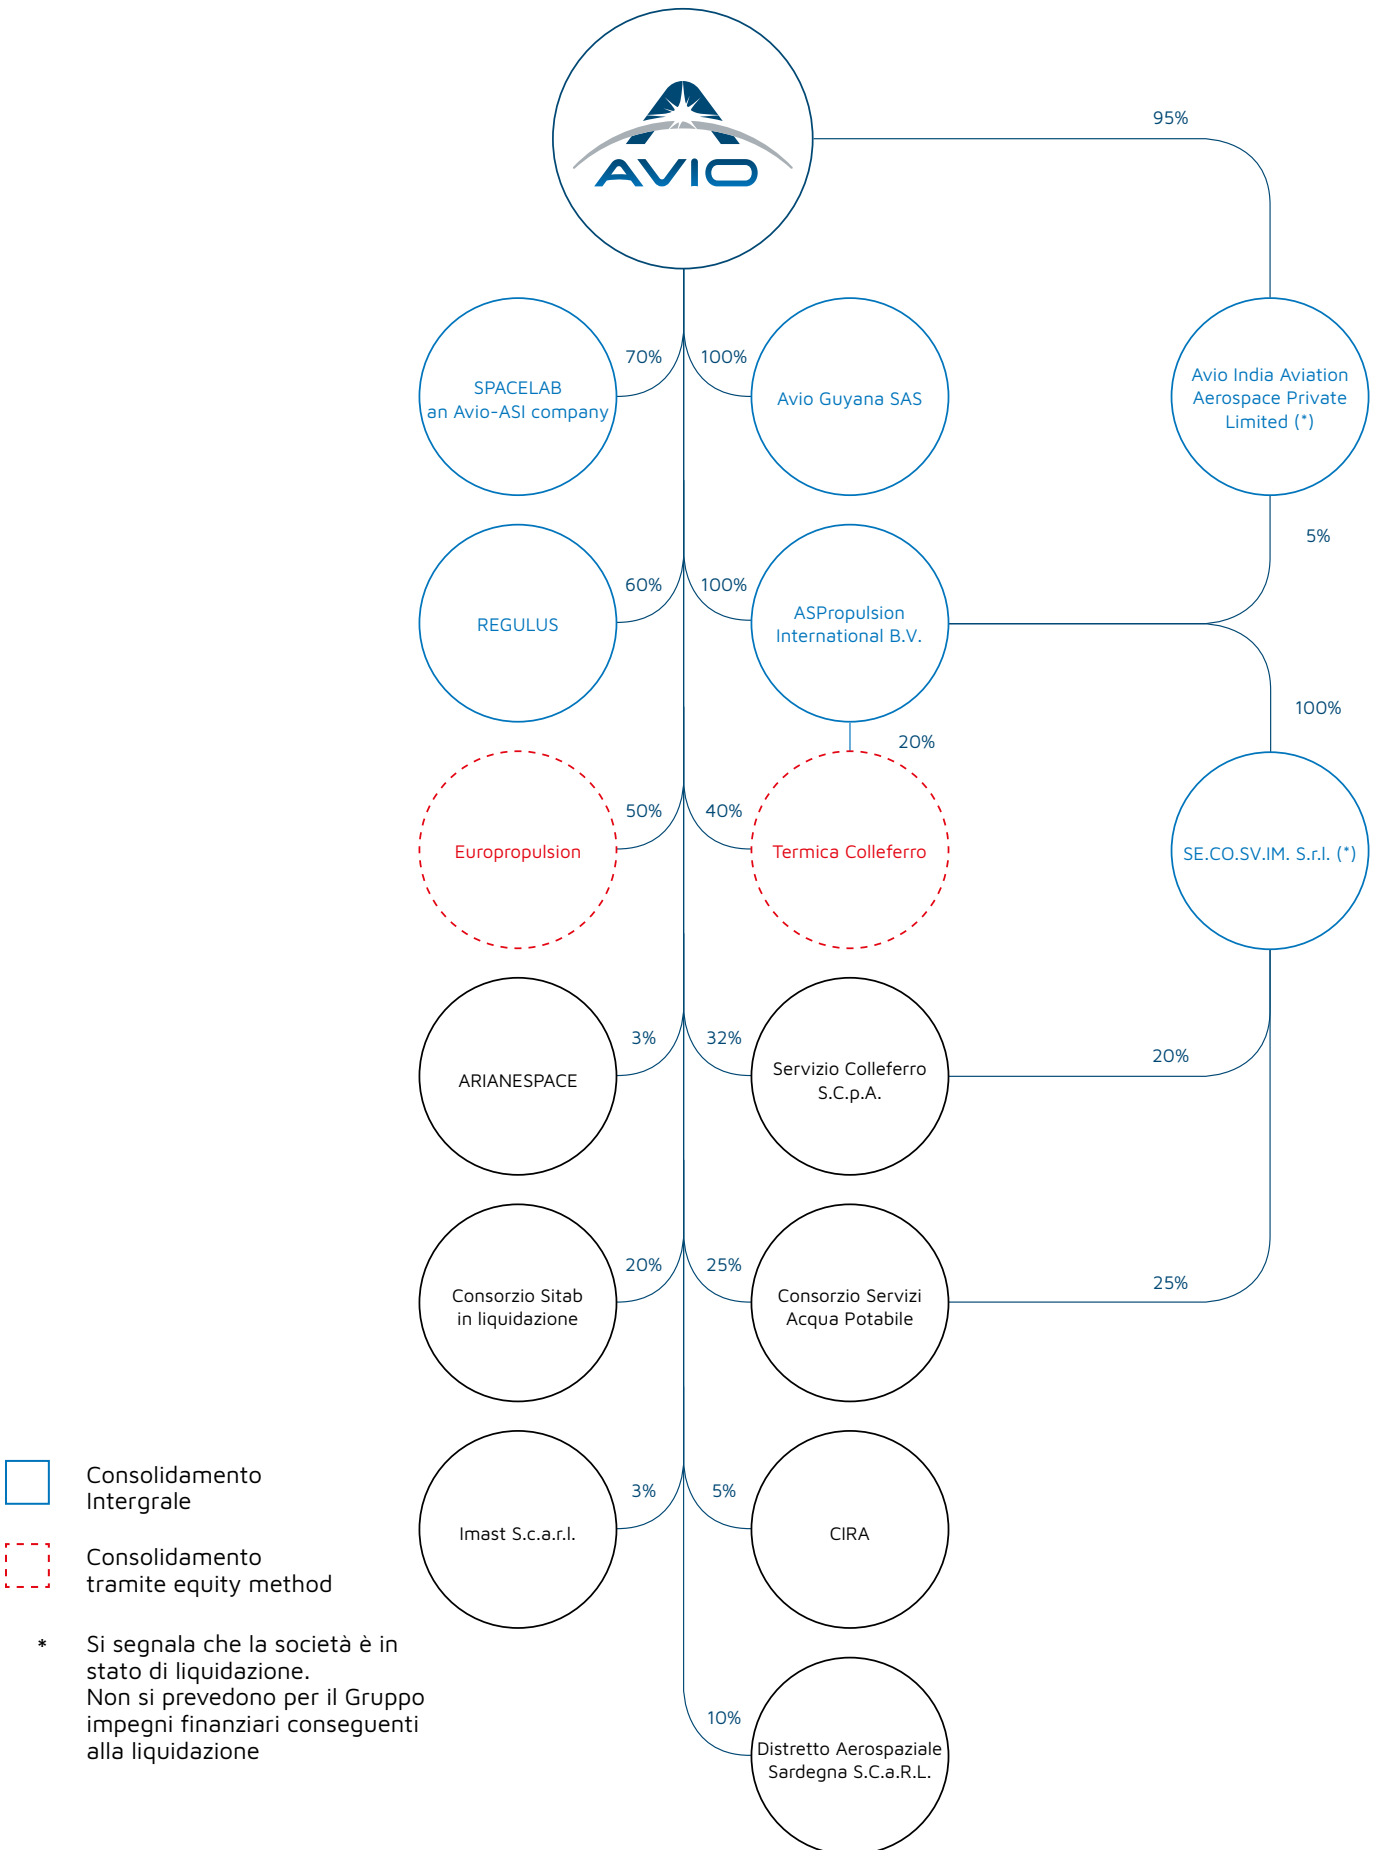 AVIO
95%
70%
100%
SPACELAB
an Avio-ASI company
Avio Guyana SAS
Avio India Aviation
Aerospace Private
Limited (*)
5%
60%
100%
REGULUS
ASPropulsion
International B.V.
100%
20%
50%
40%
Europropulsion
Termica Colleferro
SE.CO.SV.IM. S.r.l. (*)
3%
32%
20%
ARIANESPACE
Servizio Colleferro
S.C.p.A.
20%
25%
25%
Consorzio Sitab
in liquidazione
Consorzio Servizi
Acqua Potabile
3%
5%
Imast S.c.a.r.l.
CIRA
10%
Distretto Aerospaziale
Sardegna S.C.a.R.L.
Consolidamento
Intergrale
Consolidamento
tramite equity method
* Si segnala che la società è in
stato di liquidazione.
Non si prevedono per il Gruppo
impegni finanziari conseguenti
alla liquidazione